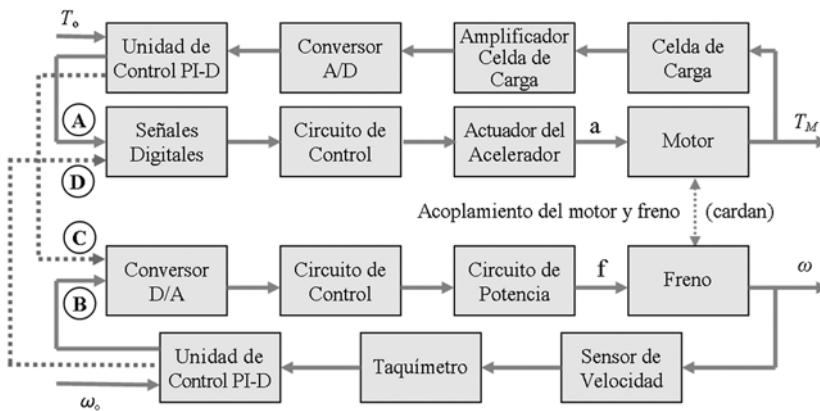 Tₒ
Unidad de
Control PI-D
Conversor
A/D
Amplificador
Celda de
Carga
Celda de
Carga
A
Señales
Digitales
Circuito de
Control
Actuador del
Acelerador
a
Motor
T_M
D
Acoplamiento del motor y freno
(cardan)
C
Conversor
D/A
Circuito de
Control
Circuito de
Potencia
f
Freno
ω
B
Unidad de
Control PI-D
Taquímetro
Sensor de
Velocidad
ωₒ